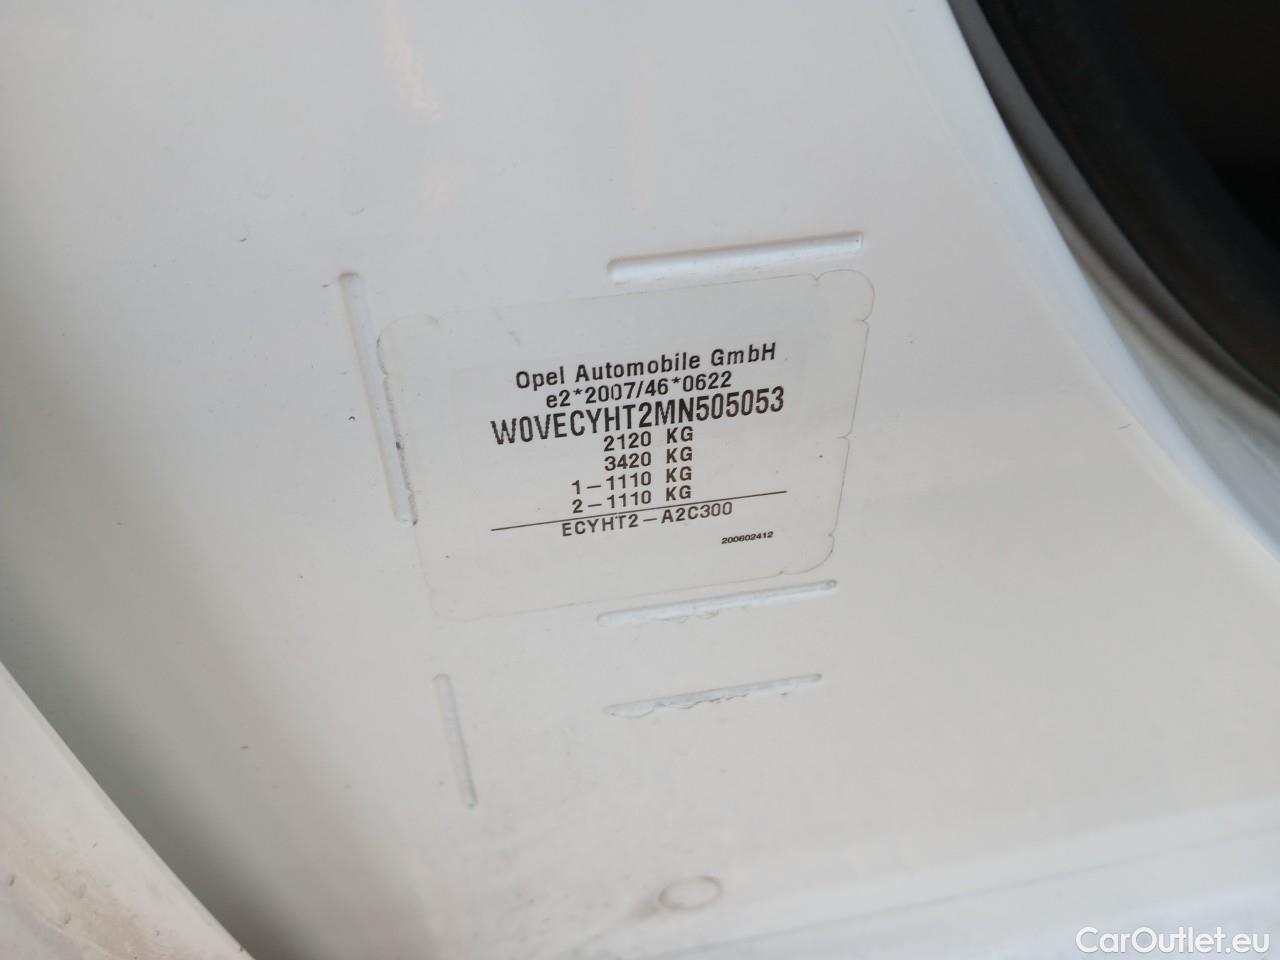 Opel Automobile GmbH
e2*2007/46*0622
W0VECYHT2MN505053
2120 KG
3420 KG
1-1110 KG
2-1110 KG
ECYHT2-A2C300
200602412
CarOutlet.eu